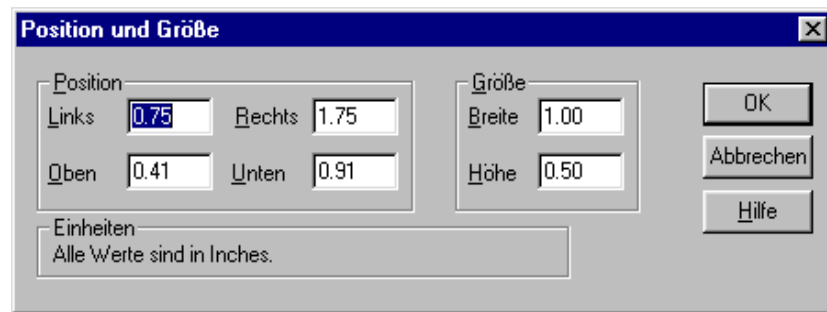 Position und Größe
Position
Links 0.75 Rechts 1.75
Oben 0.41 Unten 0.91
Größe
Breite 1.00
Höhe 0.50
OK
Abbrechen
Hilfe
Einheiten
Alle Werte sind in Inches.